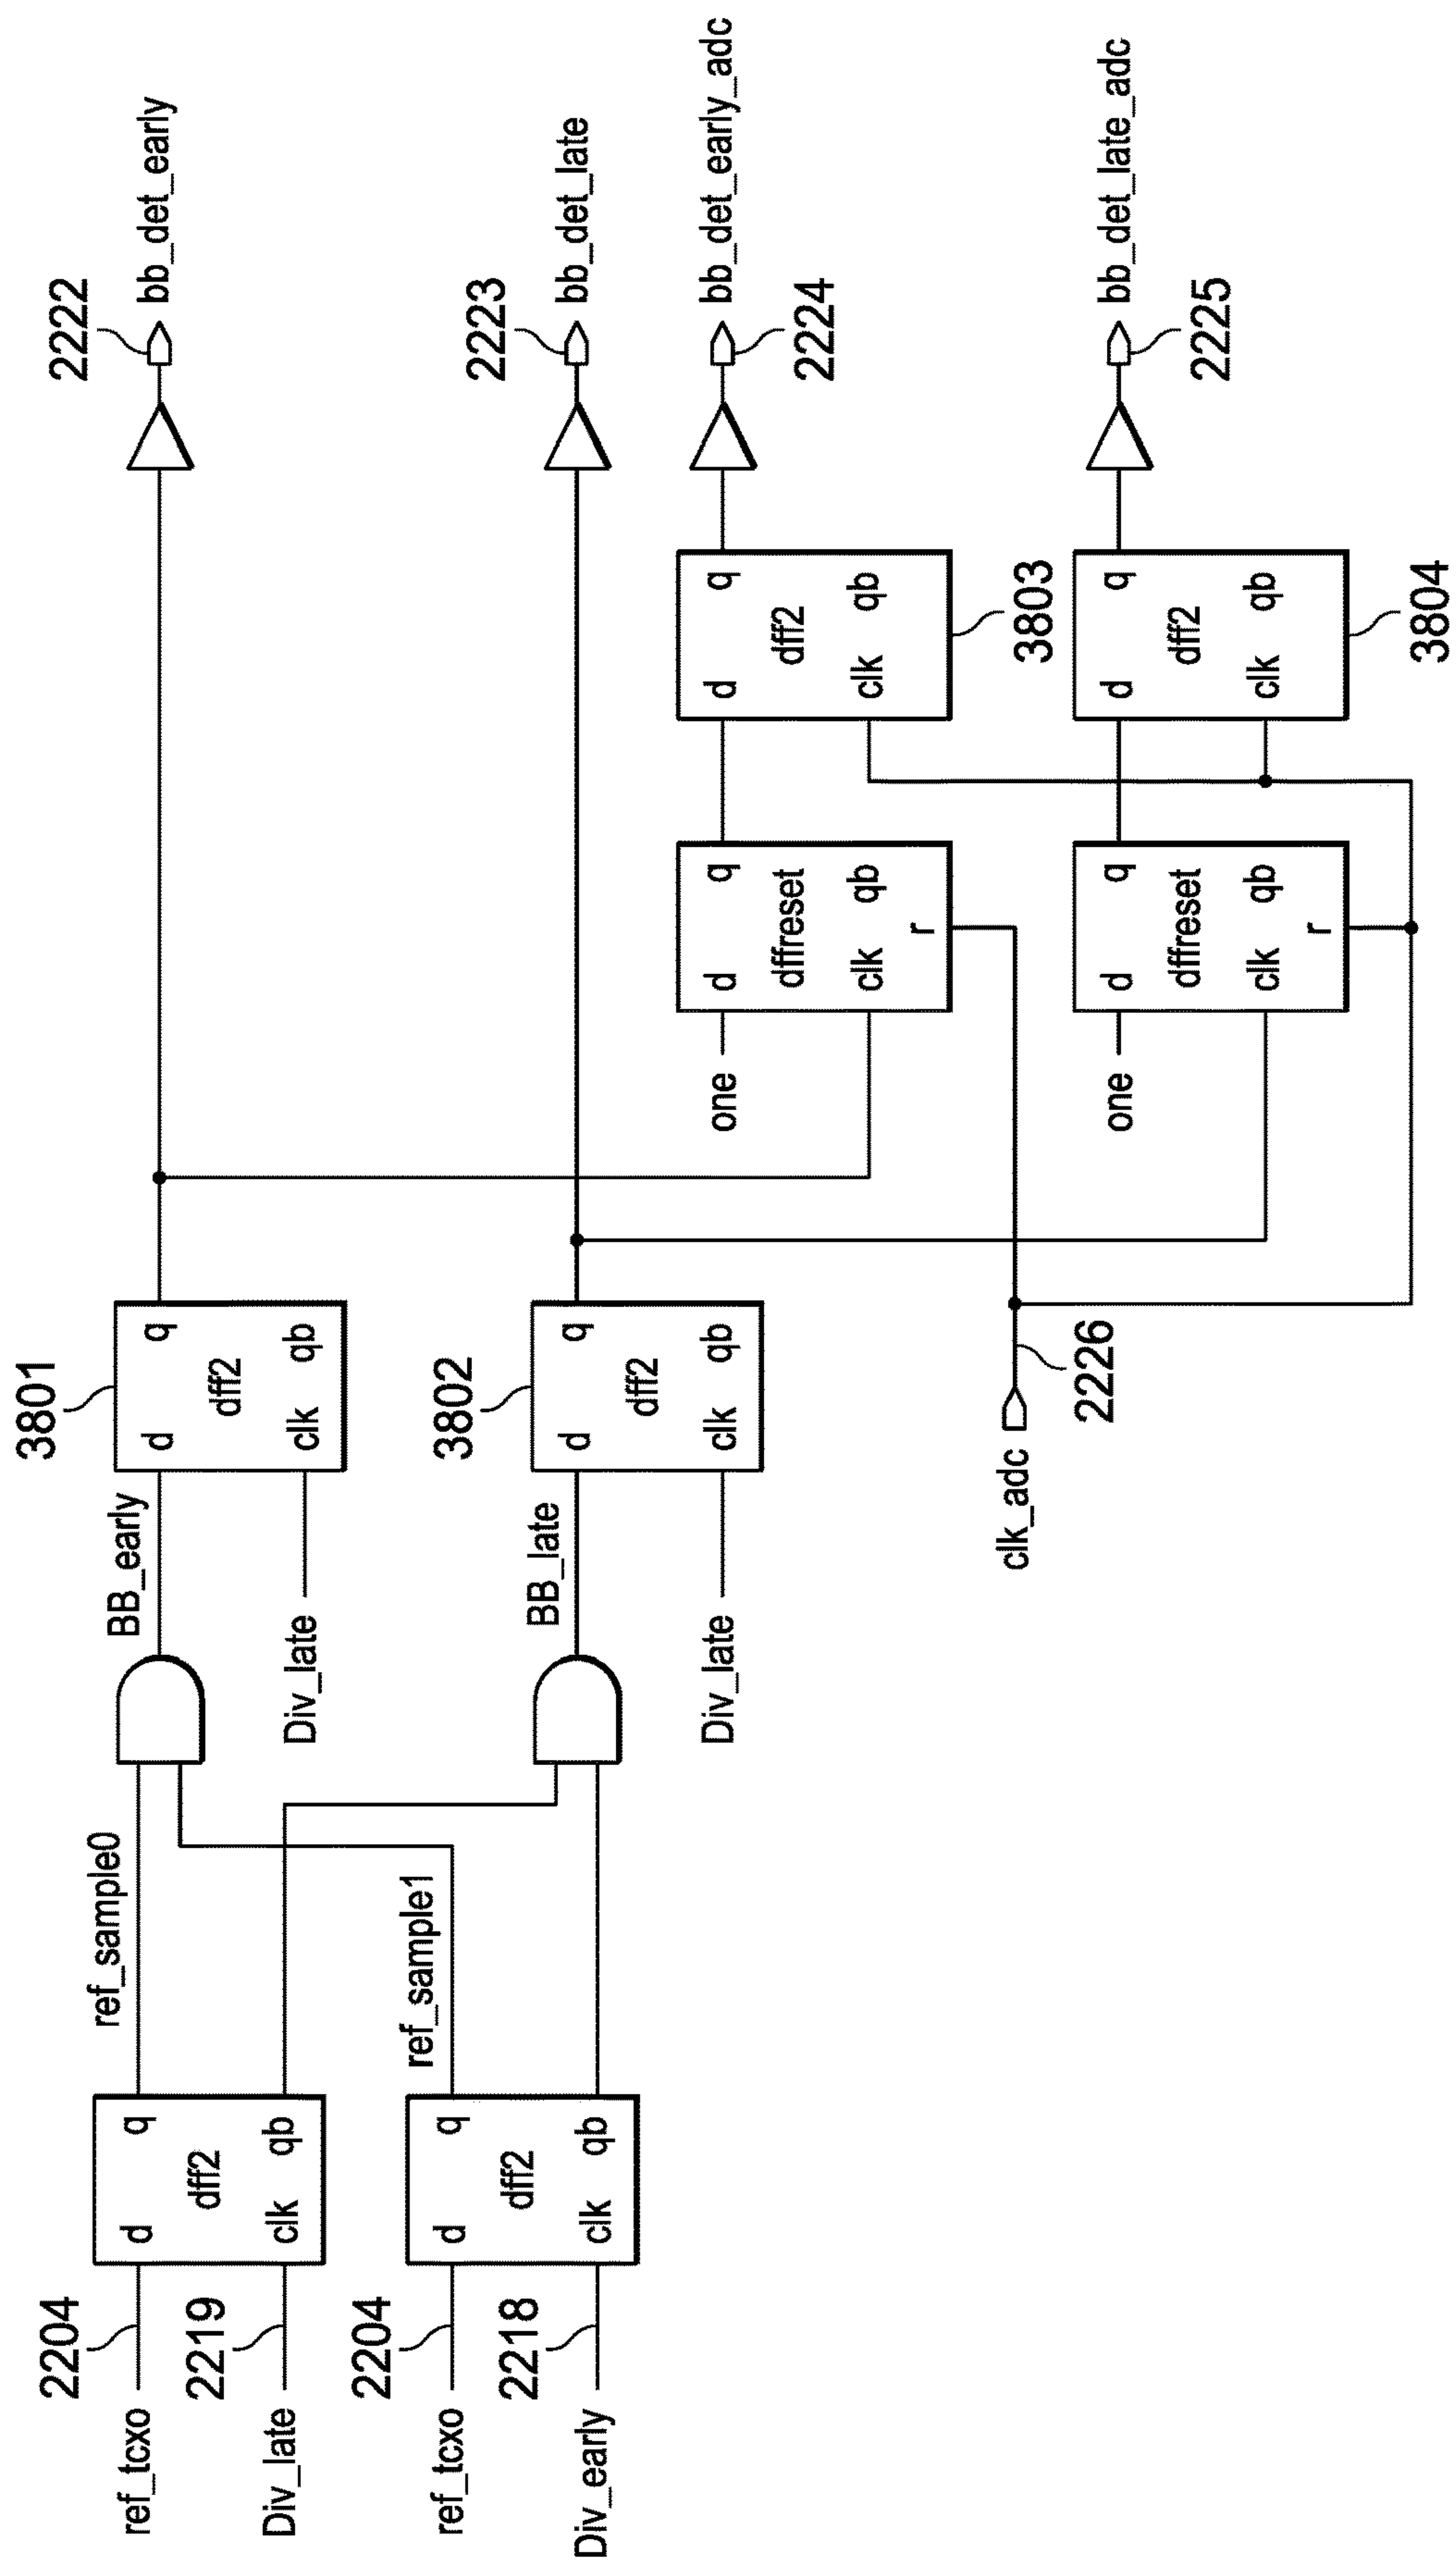 ref_tcxo
2204
d
q
dff2
clk
qb
Div_late
2219
ref_sample0
BB_early
3801
d
q
dff2
clk
qb
Div_late
2222
bb_det_early
ref_tcxo
2204
d
q
dff2
clk
qb
Div_early
2218
ref_sample1
BB_late
3802
d
q
dff2
clk
qb
Div_late
2223
bb_det_late
one
d
q
dffreset
clk
qb
r
d
q
dff2
clk
qb
3803
2224
bb_det_early_adc
clk_adc
2226
one
d
q
dffreset
clk
qb
r
d
q
dff2
clk
qb
3804
2225
bb_det_late_adc